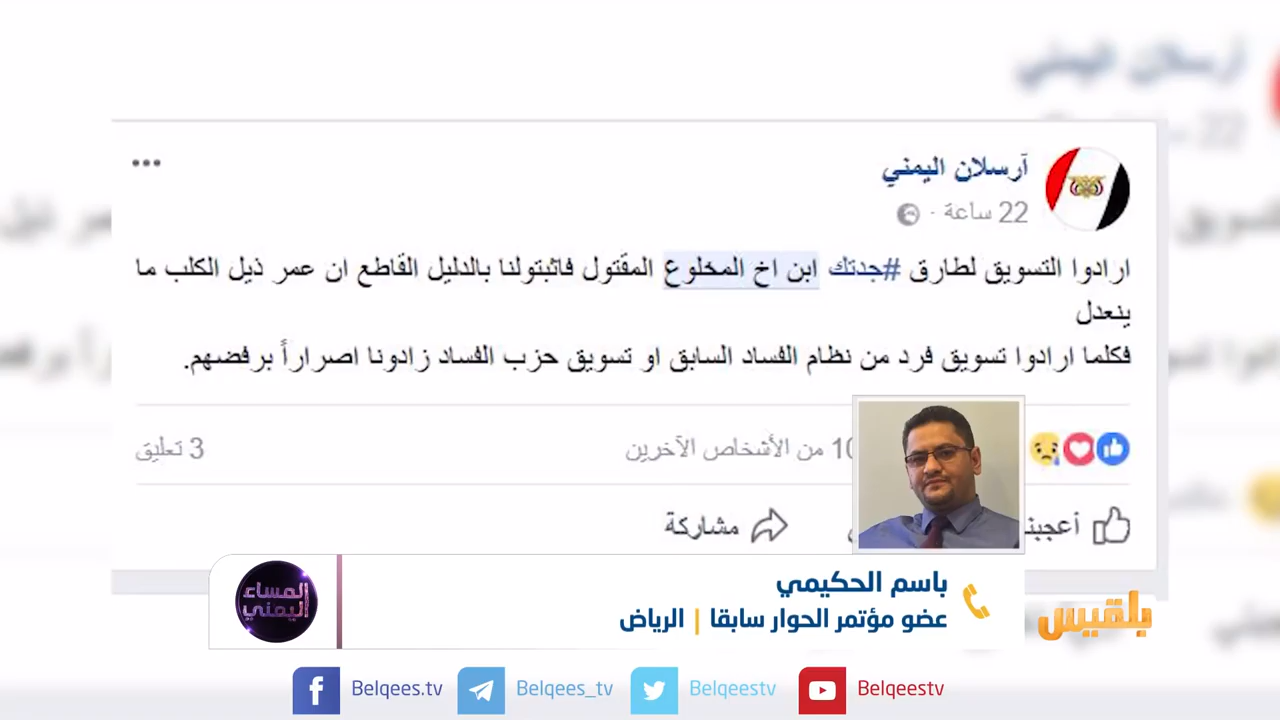 آرسلان اليمني
22 ساعة ·
ارادوا التسويق لطارق #جدتك ابن اخ المخلوع المقتول فاثبتولنا بالدليل القاطع ان عمر ذيل الكلب ما
ينعدل
فكلما ارادوا تسويق فرد من نظام الفساد السابق او تسويق حزب الفساد زادونا اصراراً برفضهم.
10 من الأشخاص الآخرين
3 تعليق
مشاركة
باسم الحكيمي
عضو مؤتمر الحوار سابقا | الرياض
المساء
اليمني
بلقيس
Belqees.tv
Belqees_tv
Belqeestv
Belqeestv